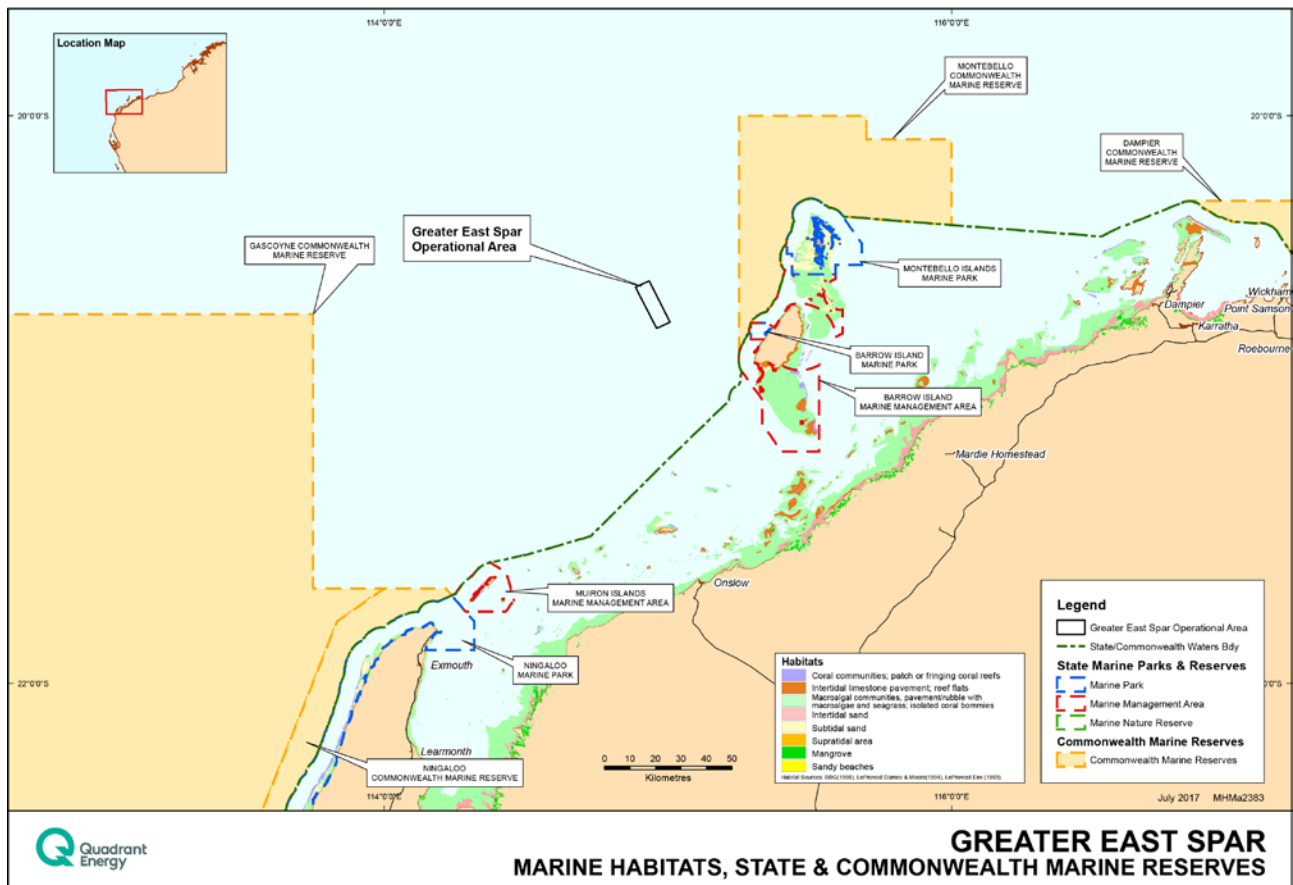 114°0'0"E
116°0'0"E
Location Map
MONTEBELLO
COMMONWEALTH
MARINE RESERVE
20°0'0"S
20°0'0"S
DAMPIER
COMMONWEALTH
MARINE RESERVE
Greater East Spar
Operational Area
GASCOYNE COMMONWEALTH
MARINE RESERVE
MONTEBELLO ISLANDS
MARINE PARK
Wickham
Dampier
Point Samson
Karratha
Roebourne
BARROW ISLAND
MARINE PARK
BARROW ISLAND
MARINE MANAGEMENT AREA
Mardie Homestead
Onslow
MUIRON ISLANDS
MARINE MANAGEMENT AREA
Exmouth
NINGALOO
MARINE PARK
22°0'0"S
Learmonth
NINGALOO
COMMONWEALTH MARINE RESERVE
0 10 20 30 40 50
Kilometres
Habitats
Coral communities; patch or fringing coral reefs
Intertidal limestone pavement; reef flats
Macroalgal communities, pavement/rubble with
macroalgae and seagrass; isolated coral bommies
Intertidal sand
Subtidal sand
Supratidal area
Mangrove
Sandy beaches
Legend
Greater East Spar Operational Area
State/Commonwealth Waters Bdy
State Marine Parks & Reserves
Marine Park
Marine Management Area
Marine Nature Reserve
Commonwealth Marine Reserves
Commonwealth Marine Reserves
0'0"S
114°0'0"E
116°0'0"E
July 2017 MHMa2383
Quadrant
Energy
GREATER EAST SPAR
MARINE HABITATS, STATE & COMMONWEALTH MARINE RESERVES